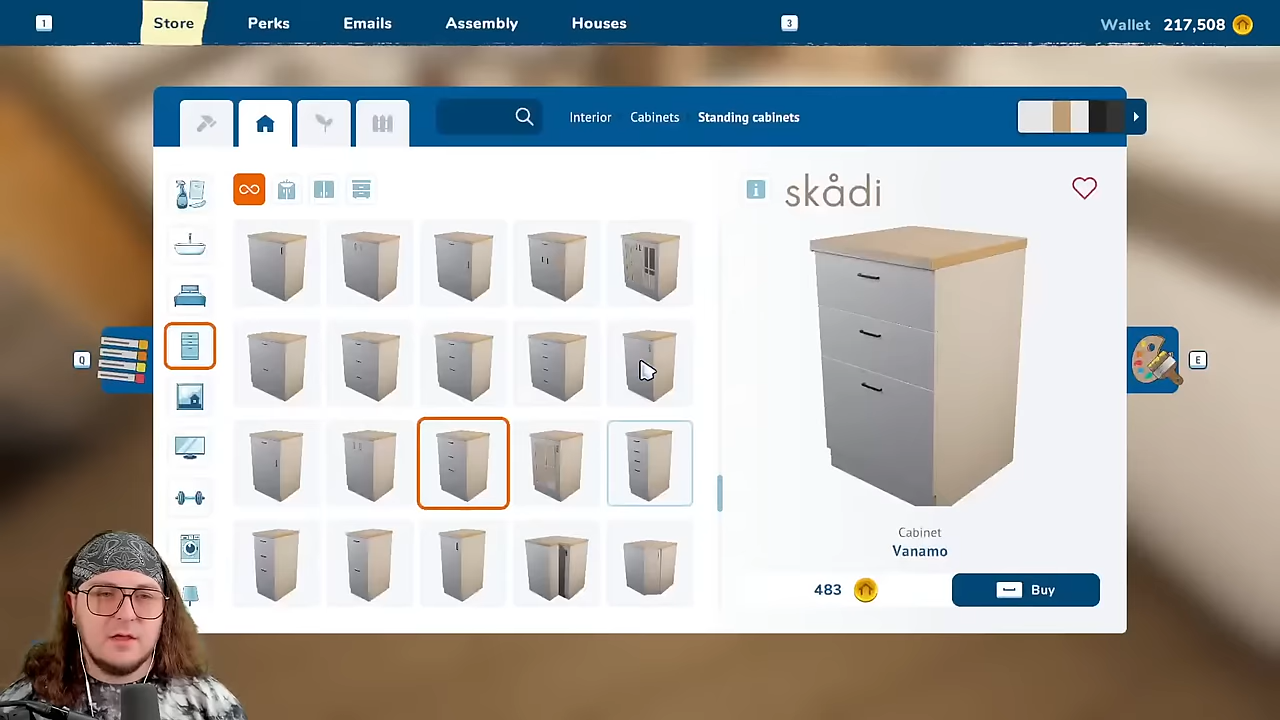 1 Store Perks Emails Assembly Houses 3 Wallet 217,508
Interior Cabinets Standing cabinets
i skådi
Q E
Cabinet
Vanamo
483 Buy